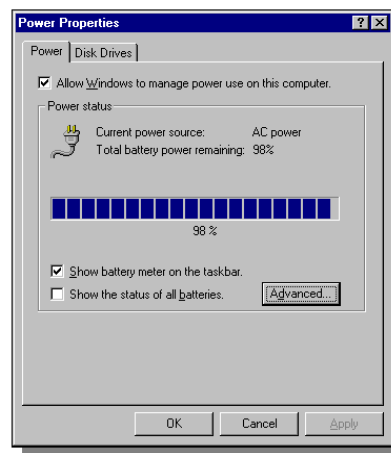 Power Properties
Power
Disk Drives
Allow Windows to manage power use on this computer.
Power status
Current power source: AC power
Total battery power remaining: 98%
98 %
Show battery meter on the taskbar.
Show the status of all batteries.
Advanced...
OK
Cancel
Apply